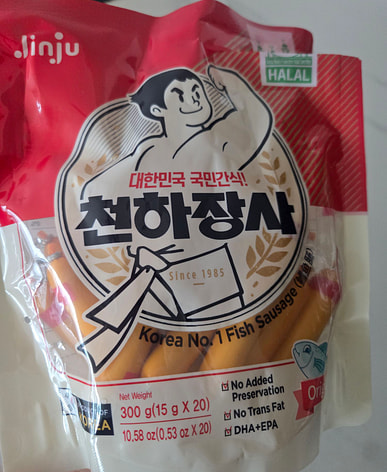 Jinju
HALAL
대한민국 국민간식!
천하장사
Since 1985
Korea No.1 Fish Sausage
Net Weight
300 g(15 g X 20)
10.58 oz(0.53 oz X 20)
No Added
Preservation
No Trans Fat
DHA+EPA